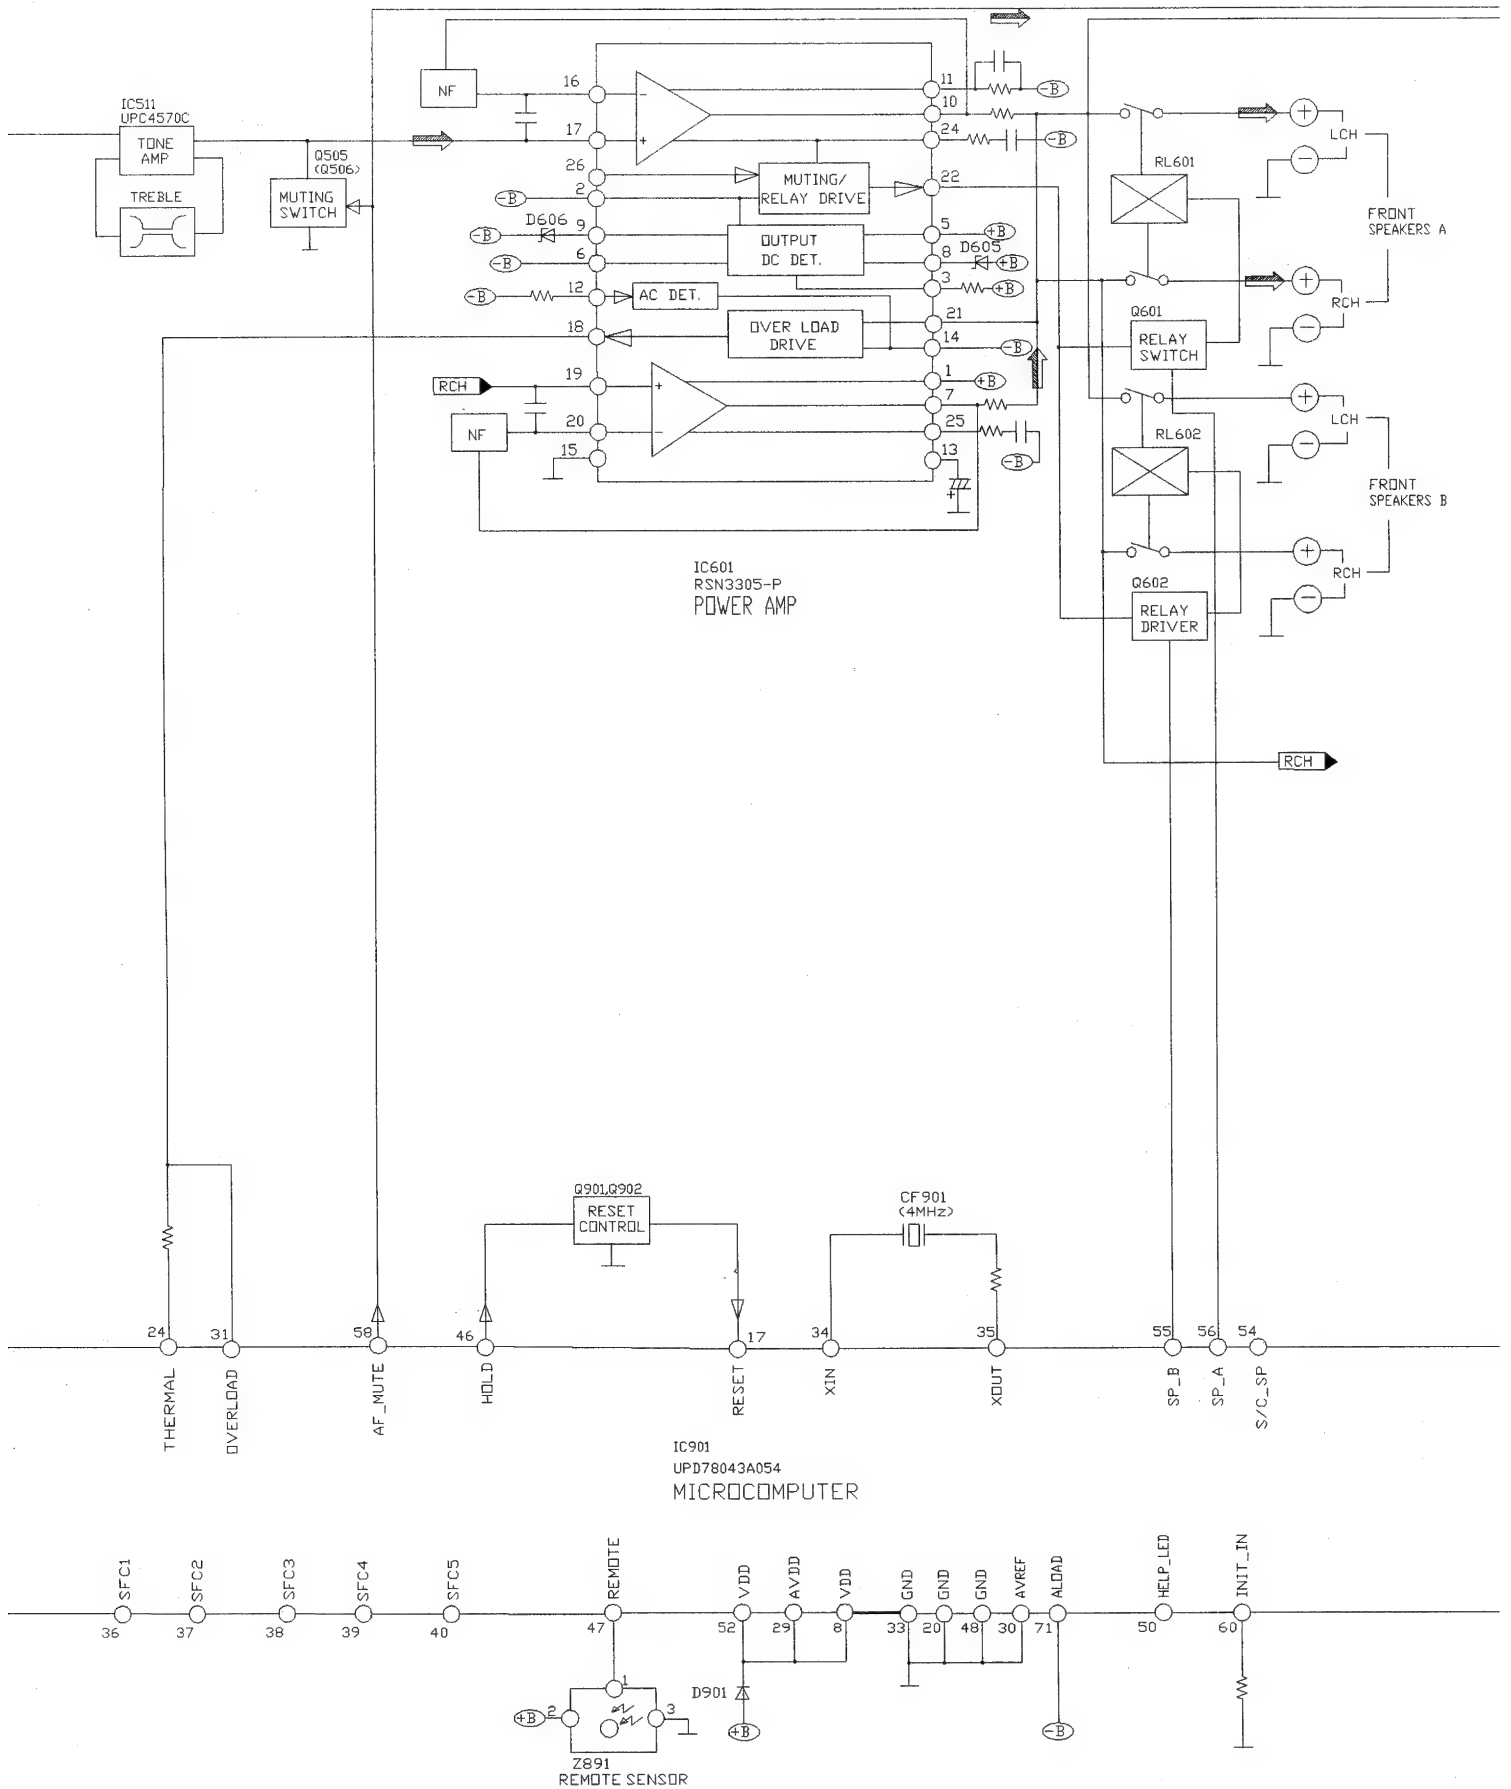 IC511
UPC4570C
TONE
AMP
TREBLE
Q505
(Q506)
MUTING
SWITCH
NF
16
17
26
2
-B
D606
9
-B
6
-B
12
-B
18
RCH
19
20
NF
15
MUTING/
RELAY DRIVE
OUTPUT
DC DET.
AC DET.
OVER LOAD
DRIVE
11
-B
10
24
-B
22
5
+B
8
D605
+B
3
+B
21
14
-B
1
+B
7
25
-B
13
+
IC601
RSN3305-P
POWER AMP
RL601
Q601
RELAY
SWITCH
RL602
Q602
RELAY
DRIVER
+
LCH
−
FRONT
SPEAKERS A
+
RCH
−
+
LCH
−
FRONT
SPEAKERS B
+
RCH
−
RCH
Q901,Q902
RESET
CONTROL
CF901
(4MHz)
24
31
58
46
17
34
35
55
56
54
THERMAL
OVERLOAD
AF_MUTE
HOLD
RESET
XIN
XOUT
SP_B
SP_A
S/C_SP
IC901
UPD78043A054
MICROCOMPUTER
SFC1
SFC2
SFC3
SFC4
SFC5
REMOTE
VDD
AVDD
VDD
GND
GND
GND
AVREF
ALOAD
HELP_LED
INIT_IN
36
37
38
39
40
47
52
29
8
33
20
48
30
71
50
60
1
+B
2
3
D901
+B
-B
Z891
REMOTE SENSOR